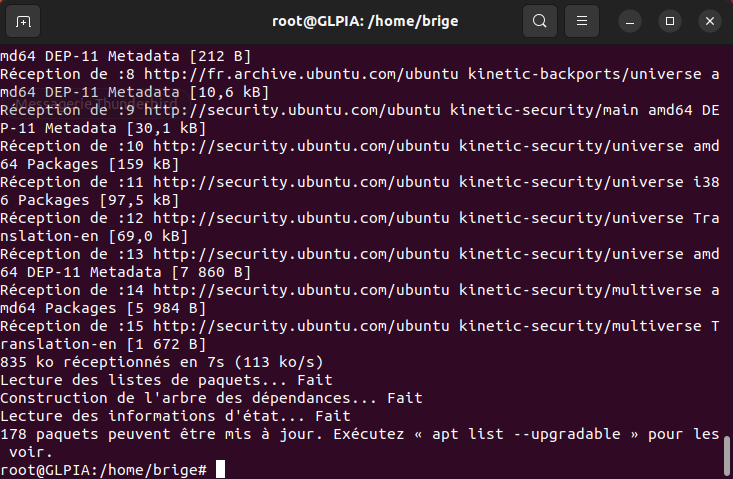 root@GLPIA: /home/brige
md64 DEP-11 Metadata [212 B]
Réception de :8 http://fr.archive.ubuntu.com/ubuntu kinetic-backports/universe a
md64 DEP-11 Metadata [10,6 kB]
Messagerie Thunderbird
Réception de :9 http://security.ubuntu.com/ubuntu kinetic-security/main amd64 DE
P-11 Metadata [30,1 kB]
Réception de :10 http://security.ubuntu.com/ubuntu kinetic-security/universe amd
64 Packages [159 kB]
Réception de :11 http://security.ubuntu.com/ubuntu kinetic-security/universe i38
6 Packages [97,5 kB]
Réception de :12 http://security.ubuntu.com/ubuntu kinetic-security/universe Tra
nslation-en [69,0 kB]
Réception de :13 http://security.ubuntu.com/ubuntu kinetic-security/universe amd
64 DEP-11 Metadata [7 860 B]
Réception de :14 http://security.ubuntu.com/ubuntu kinetic-security/multiverse a
md64 Packages [5 984 B]
Réception de :15 http://security.ubuntu.com/ubuntu kinetic-security/multiverse T
ranslation-en [1 672 B]
835 ko réceptionnés en 7s (113 ko/s)
Lecture des listes de paquets... Fait
Construction de l'arbre des dépendances... Fait
Lecture des informations d'état... Fait
178 paquets peuvent être mis à jour. Exécutez « apt list --upgradable » pour les
 voir.
root@GLPIA:/home/brige#